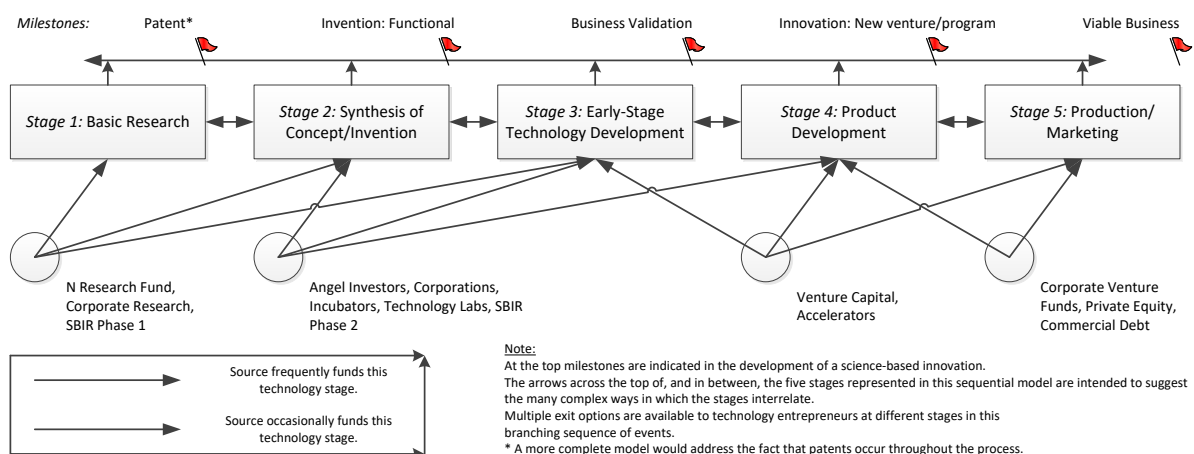 Milestones:
Patent*
Invention: Functional
Business Validation
Innovation: New venture/program
Viable Business
Stage 1: Basic Research
Stage 2: Synthesis of
Concept/Invention
Stage 3: Early-Stage
Technology Development
Stage 4: Product
Development
Stage 5: Production/
Marketing
N Research Fund,
Corporate Research,
SBIR Phase 1
Angel Investors, Corporations,
Incubators, Technology Labs, SBIR
Phase 2
Venture Capital,
Accelerators
Corporate Venture
Funds, Private Equity,
Commercial Debt
Source frequently funds this
technology stage.
Source occasionally funds this
technology stage.
Note:
At the top milestones are indicated in the development of a science-based innovation.
The arrows across the top of, and in between, the five stages represented in this sequential model are intended to suggest
the many complex ways in which the stages interrelate.
Multiple exit options are available to technology entrepreneurs at different stages in this
branching sequence of events.
* A more complete model would address the fact that patents occur throughout the process.